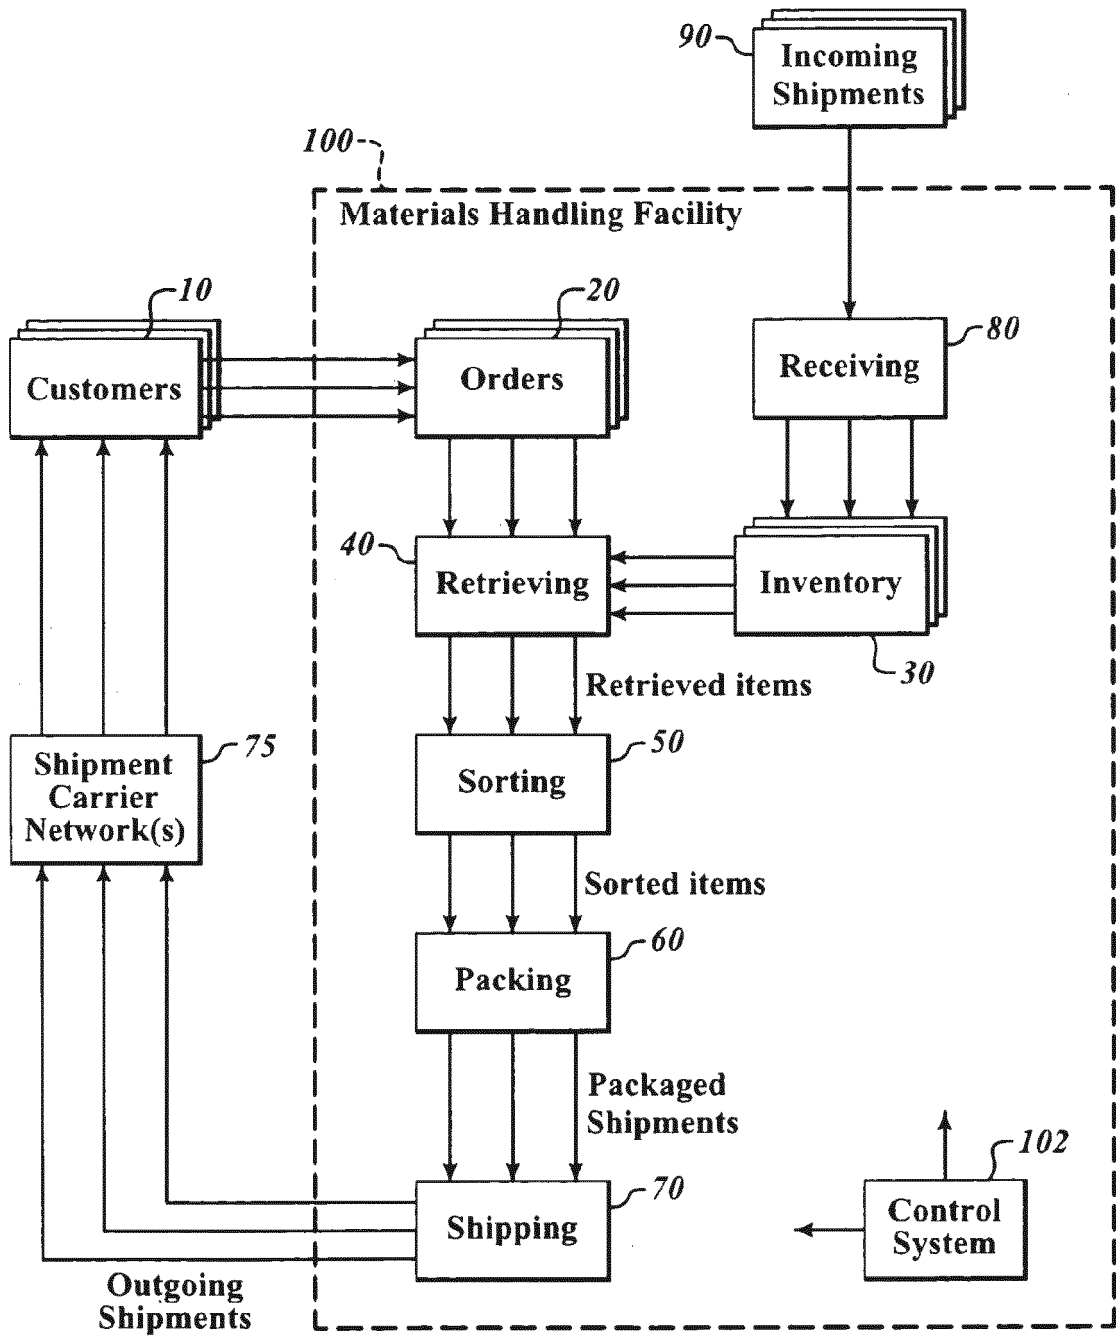 90
Incoming
Shipments
100
Materials Handling Facility
10
20
80
Customers
Orders
Receiving
40
Retrieving
Inventory
30
Retrieved items
75
50
Shipment
Carrier
Network(s)
Sorting
Sorted items
60
Packing
Packaged
Shipments
102
70
Shipping
Control
System
Outgoing
Shipments